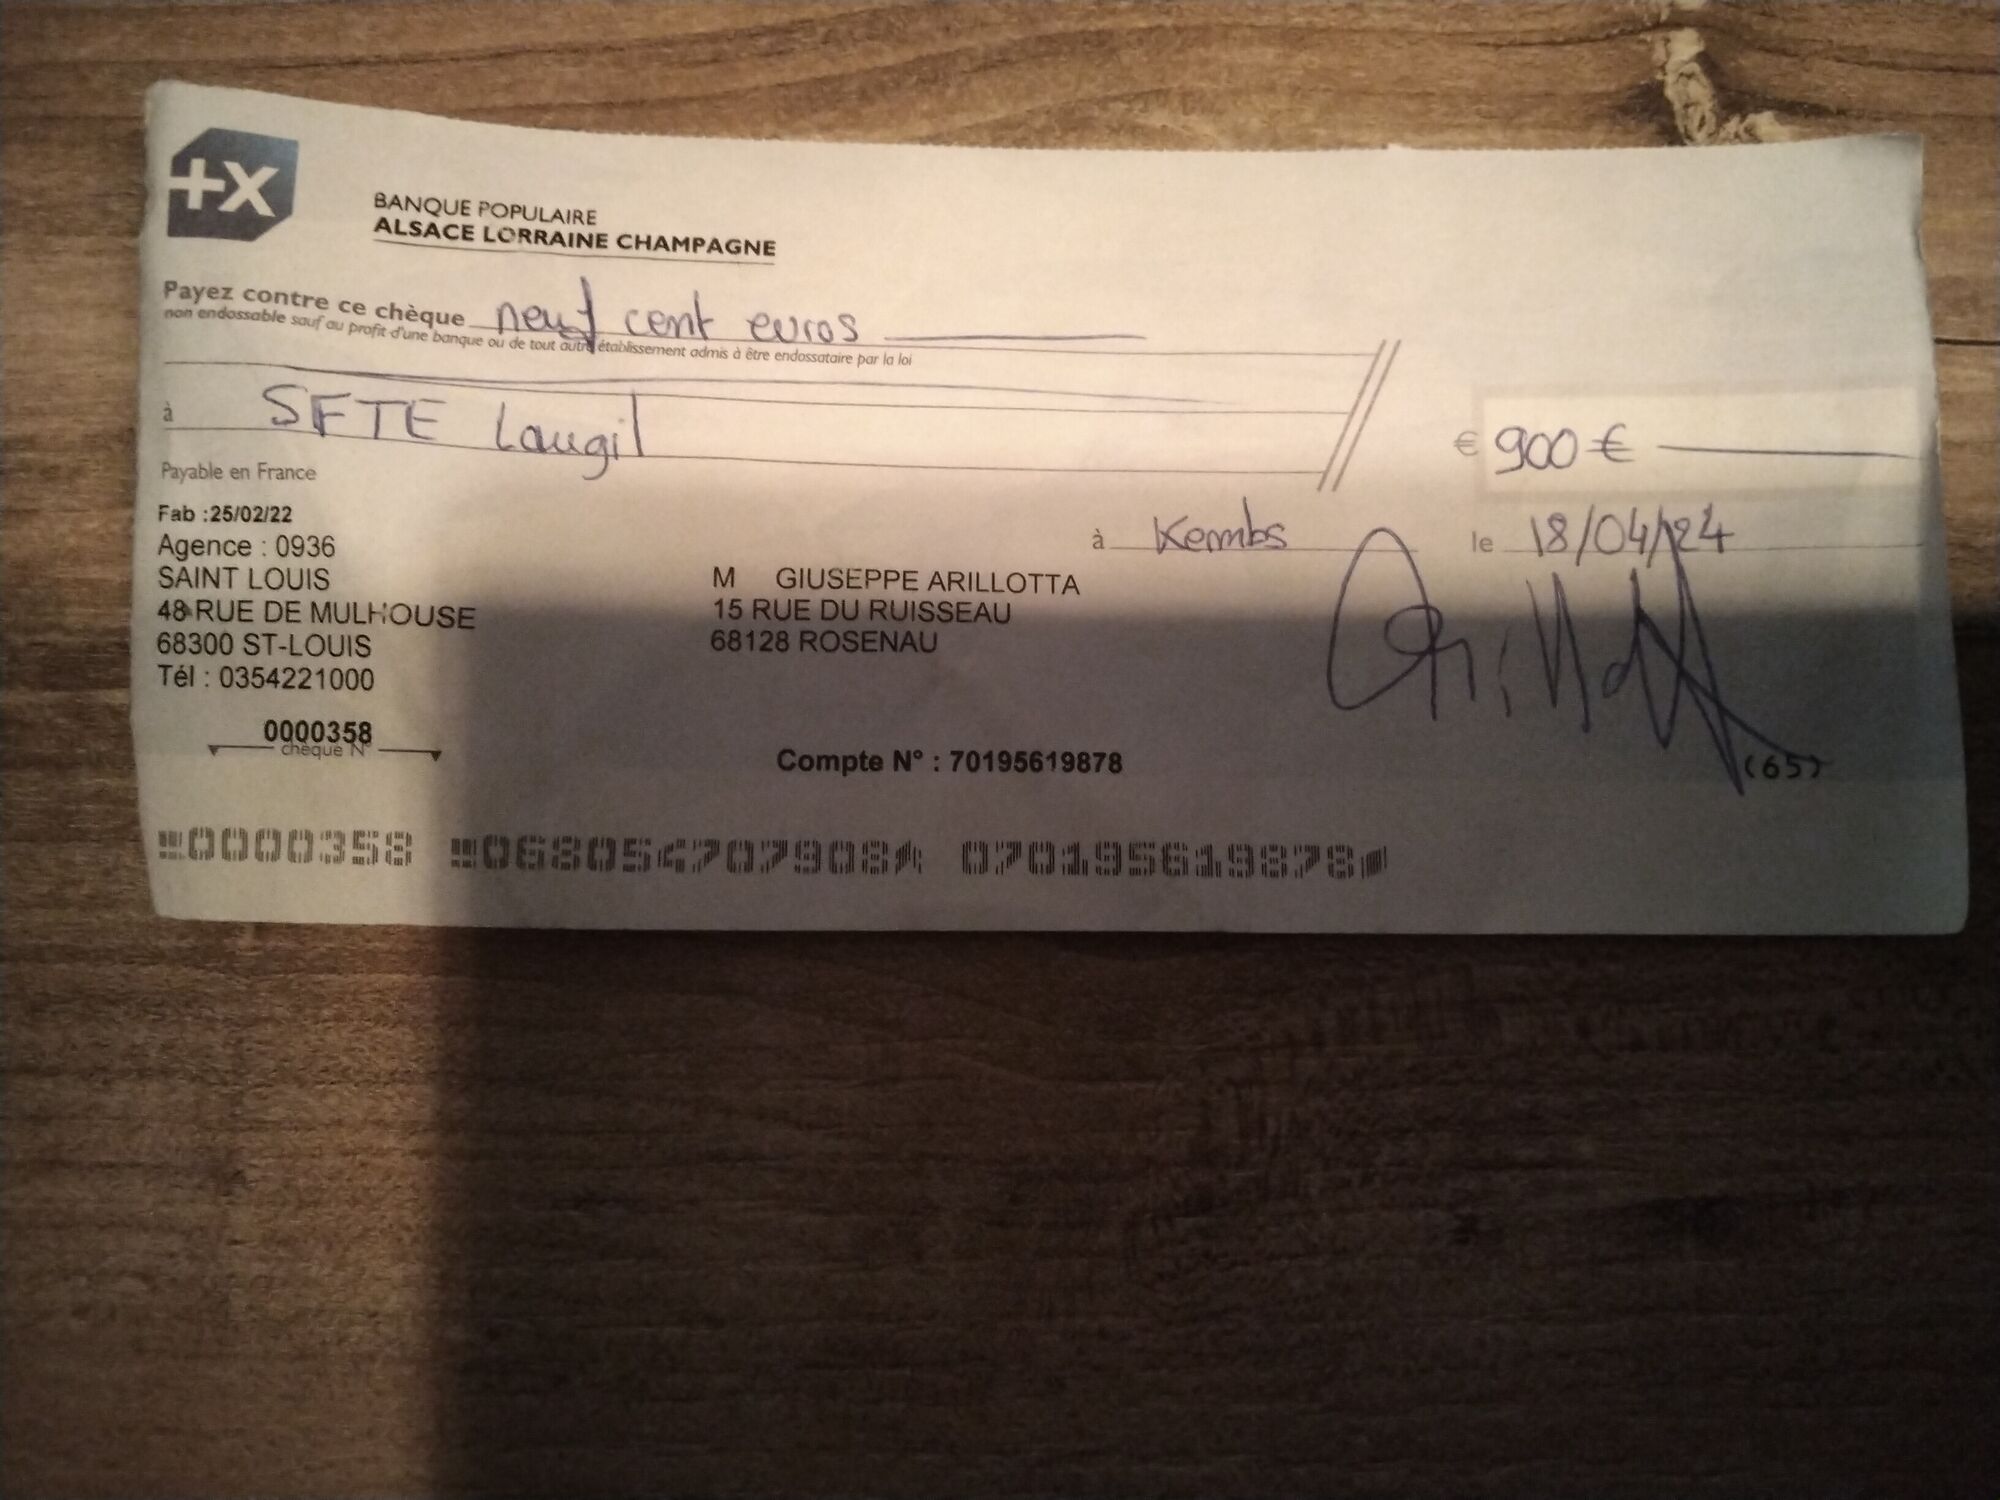 +X
BANQUE POPULAIRE
ALSACE LORRAINE CHAMPAGNE
Payez contre ce chèque neuf cent euros
non endossable sauf au profit d'une banque ou de tout autre établissement admis à être endossataire par la loi
à SFTE Laugil
€ 900 €
Payable en France
à Kembs le 18/04/24
Fab :25/02/22
Agence : 0936
SAINT LOUIS
48 RUE DE MULHOUSE
68300 ST-LOUIS
Tél : 0354221000
M GIUSEPPE ARILLOTTA
15 RUE DU RUISSEAU
68128 ROSENAU
0000358
chèque N°
Compte N° : 70195619878
(65)
0000358 068054707908 070195619878